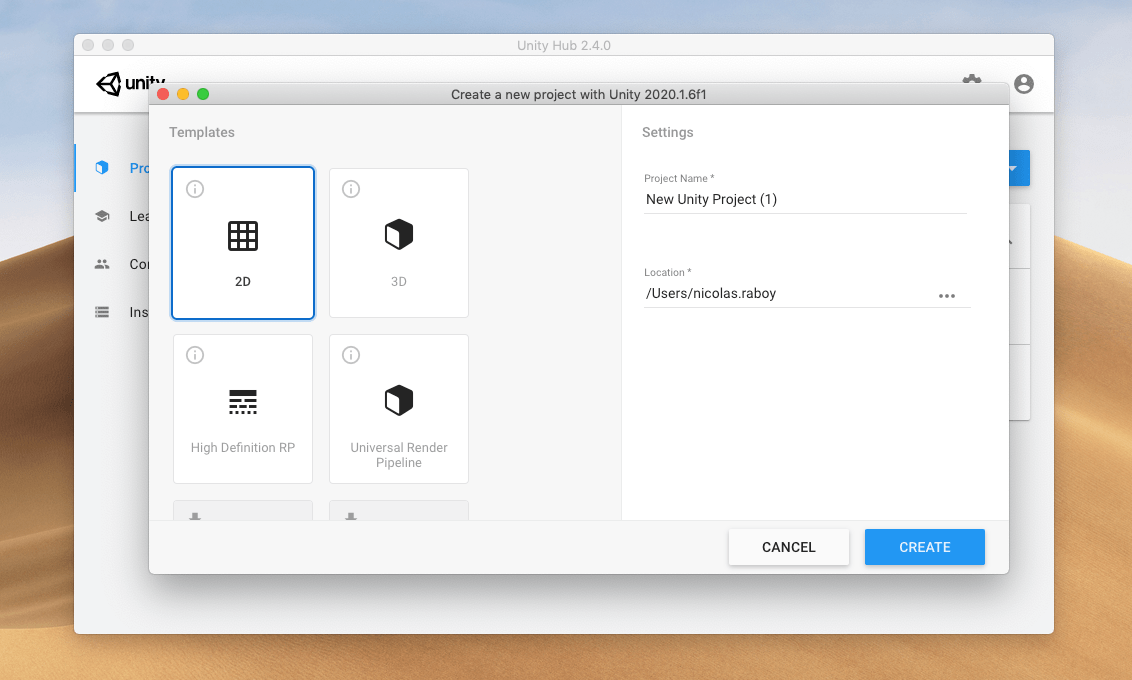 Unity Hub 2.4.0
unity
Create a new project with Unity 2020.1.6f1
Templates
Settings
2D
3D
High Definition RP
Universal Render
Pipeline
Project Name *
New Unity Project (1)
Location *
/Users/nicolas.raboy
•••
CANCEL
CREATE
Pro
Lea
Con
Ins